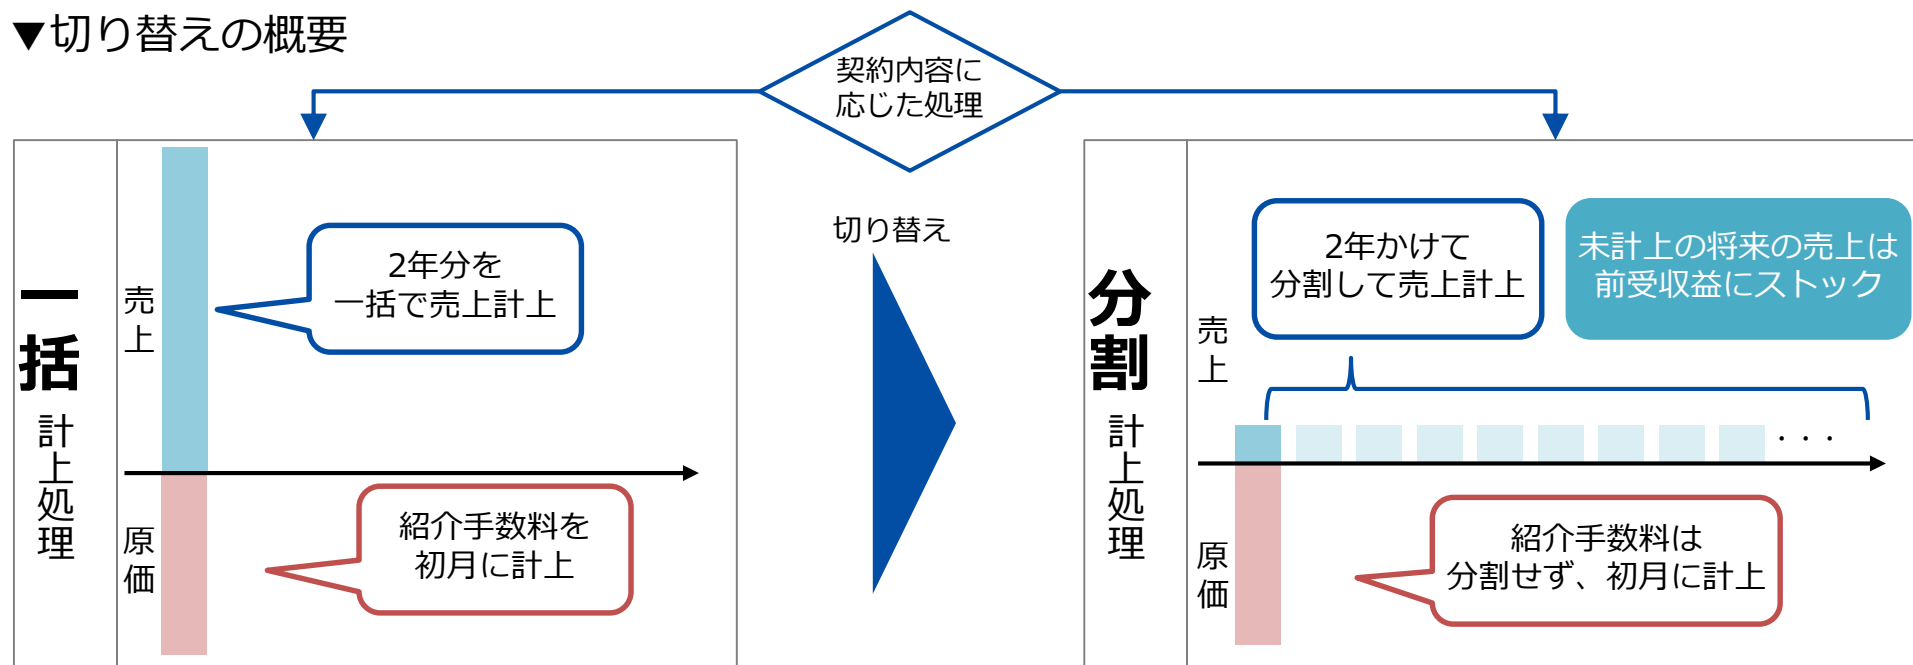 ▼切り替えの概要
契約内容に
応じた処理
一括
計上処理
売上
2年分を
一括で売上計上
原価
紹介手数料を
初月に計上
切り替え
分割
計上処理
売上
2年かけて
分割して売上計上
未計上の将来の売上は
前受収益にストック
・・・
原価
紹介手数料は
分割せず、初月に計上